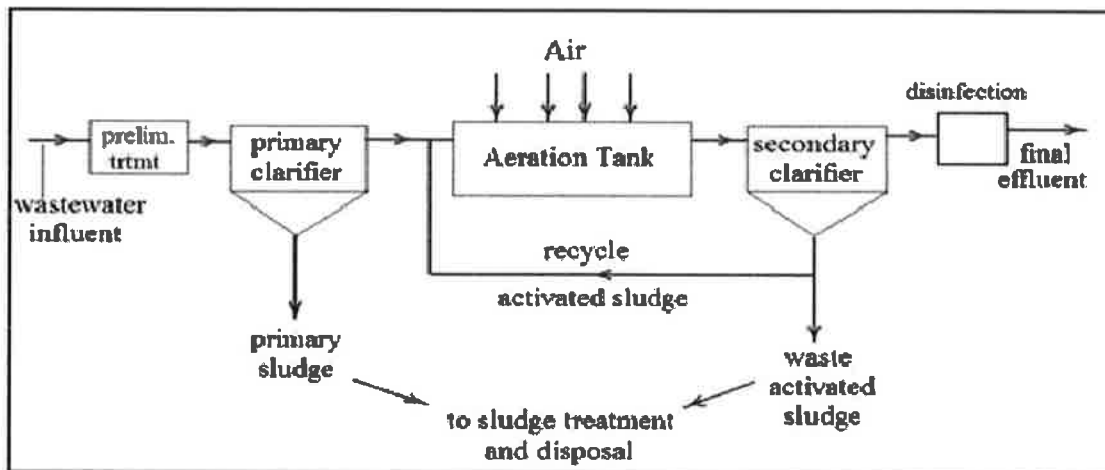 Air
disinfection
prelim.
trtmt
primary
clarifier
Aeration Tank
secondary
clarifier
final
effluent
wastewater
influent
recycle
activated sludge
primary
sludge
waste
activated
sludge
to sludge treatment
and disposal